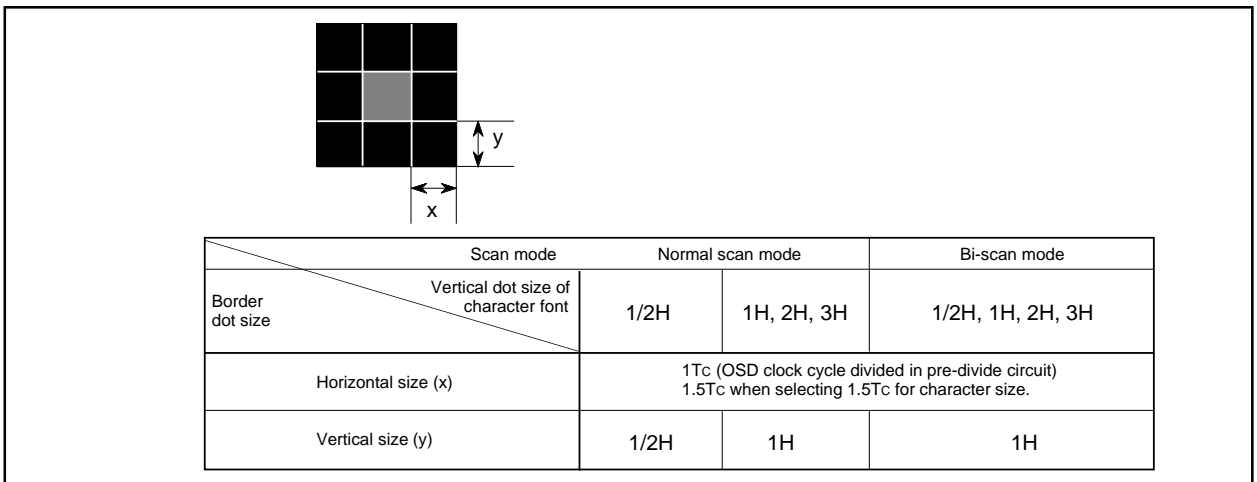 y
x
Scan mode
Normal scan mode
Bi-scan mode
Border
dot size
Vertical dot size of
character font
1/2H
1H, 2H, 3H
1/2H, 1H, 2H, 3H
Horizontal size (x)
1TC (OSD clock cycle divided in pre-divide circuit)
1.5TC when selecting 1.5TC for character size.
Vertical size (y)
1/2H
1H
1H